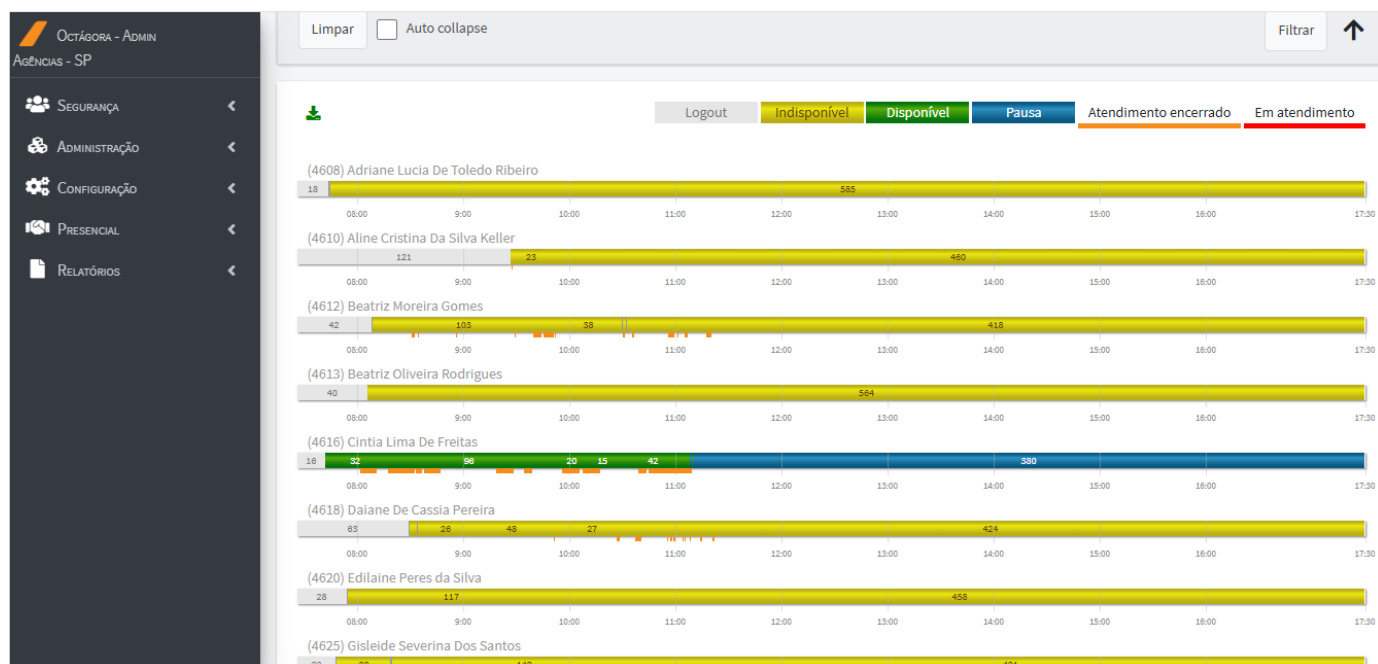 Octágora - Admin
Agências - SP
Segurança
Administração
Configuração
Presencial
Relatórios
Limpar Auto collapse Filtrar
Logout Indisponível Disponível Pausa Atendimento encerrado Em atendimento
(4608) Adriane Lucia De Toledo Ribeiro
18 585
08:00 9:00 10:00 11:00 12:00 13:00 14:00 15:00 16:00 17:30
(4610) Aline Cristina Da Silva Keller
121 23 460
08:00 9:00 10:00 11:00 12:00 13:00 14:00 15:00 16:00 17:30
(4612) Beatriz Moreira Gomes
42 103 38 418
08:00 9:00 10:00 11:00 12:00 13:00 14:00 15:00 16:00 17:30
(4613) Beatriz Oliveira Rodrigues
40 564
08:00 9:00 10:00 11:00 12:00 13:00 14:00 15:00 16:00 17:30
(4616) Cintia Lima De Freitas
16 32 96 20 15 42 380
08:00 9:00 10:00 11:00 12:00 13:00 14:00 15:00 16:00 17:30
(4618) Daiane De Cassia Pereira
63 26 48 27 424
08:00 9:00 10:00 11:00 12:00 13:00 14:00 15:00 16:00 17:30
(4620) Edilaine Peres da Silva
28 117 458
08:00 9:00 10:00 11:00 12:00 13:00 14:00 15:00 16:00 17:30
(4625) Gisleide Severina Dos Santos